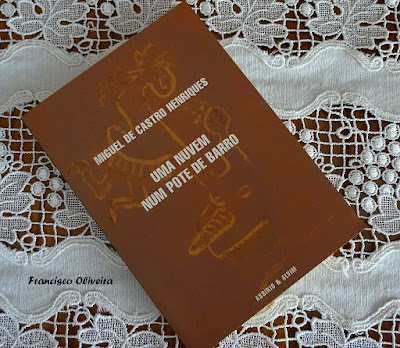 MIGUEL DE CASTRO HENRIQUES
UMA NUVEM
NUM POTE DE BARRO
ASSÍRIO & ALVIM
Francisco Oliveira